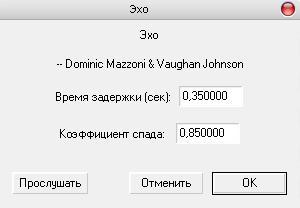 Эхо
Эхо
-- Dominic Mazzoni & Vaughan Johnson
Время задержки (сек): 0,350000
Коэффициент спада: 0,850000
Прослушать Отменить OK